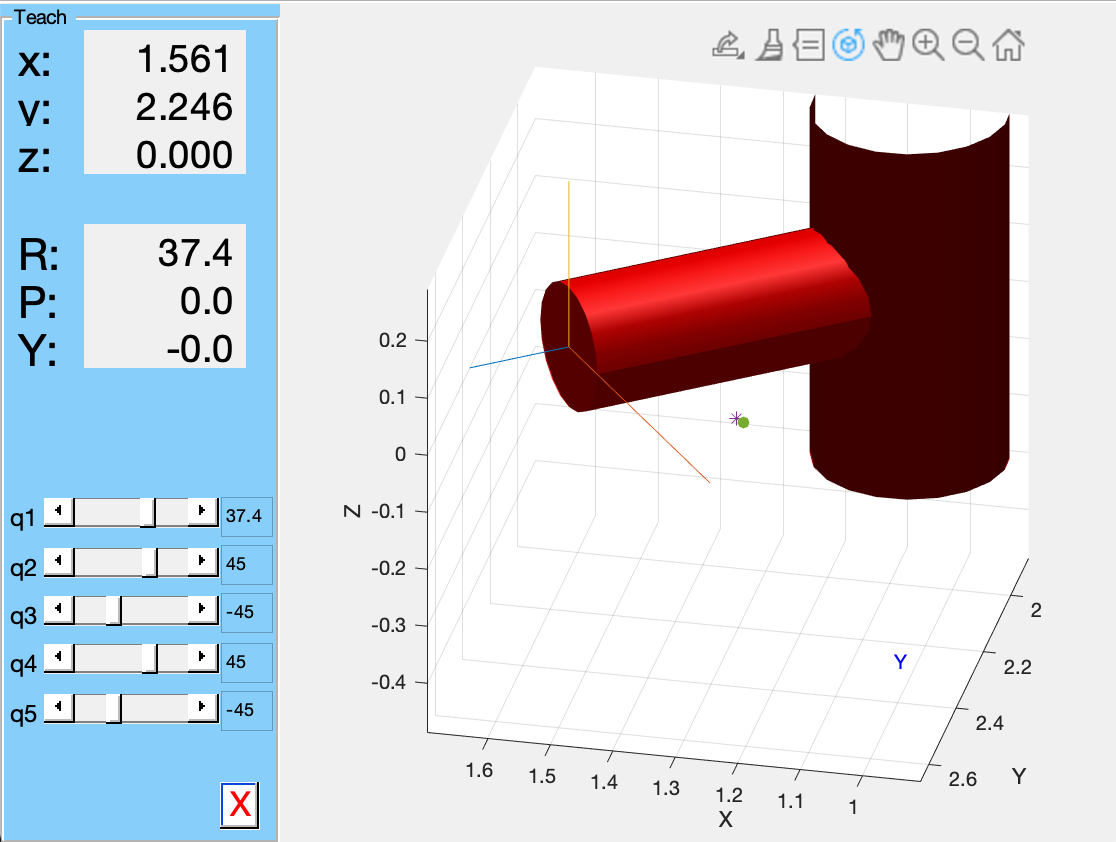 Teach
x: 1.561
y: 2.246
z: 0.000
R: 37.4
P: 0.0
Y: -0.0
q1 37.4
q2 45
q3 -45
q4 45
q5 -45
X
0.2
0.1
0
-0.1
-0.2
-0.3
-0.4
Z
1.6
1.5
1.4
1.3
1.2
1.1
1
X
2
2.2
2.4
2.6
Y
Y